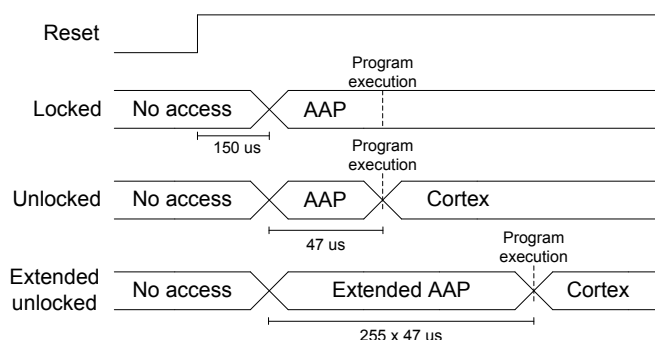 Reset
Program
execution
Locked
No access
AAP
150 us
Program
execution
Unlocked
No access
AAP
Cortex
47 us
Program
execution
Extended
unlocked
No access
Extended AAP
Cortex
255 x 47 us